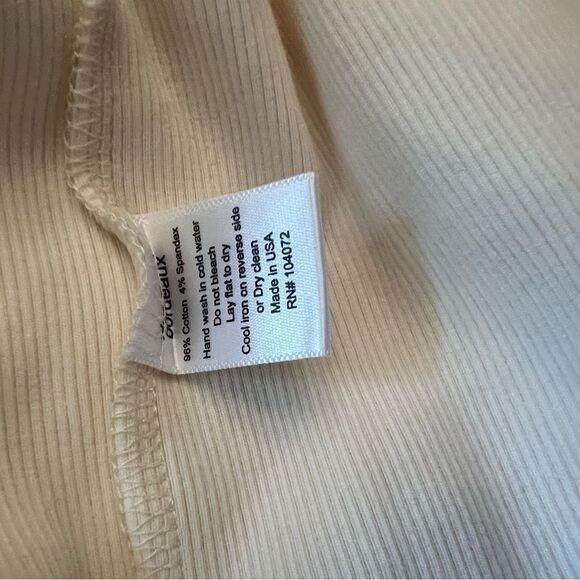 Bordeaux
96% Cotton 4% Spandex
Hand wash in cold water
Do not bleach
Lay flat to dry
Cool iron on reverse side
or Dry clean
Made in USA
RN# 104072